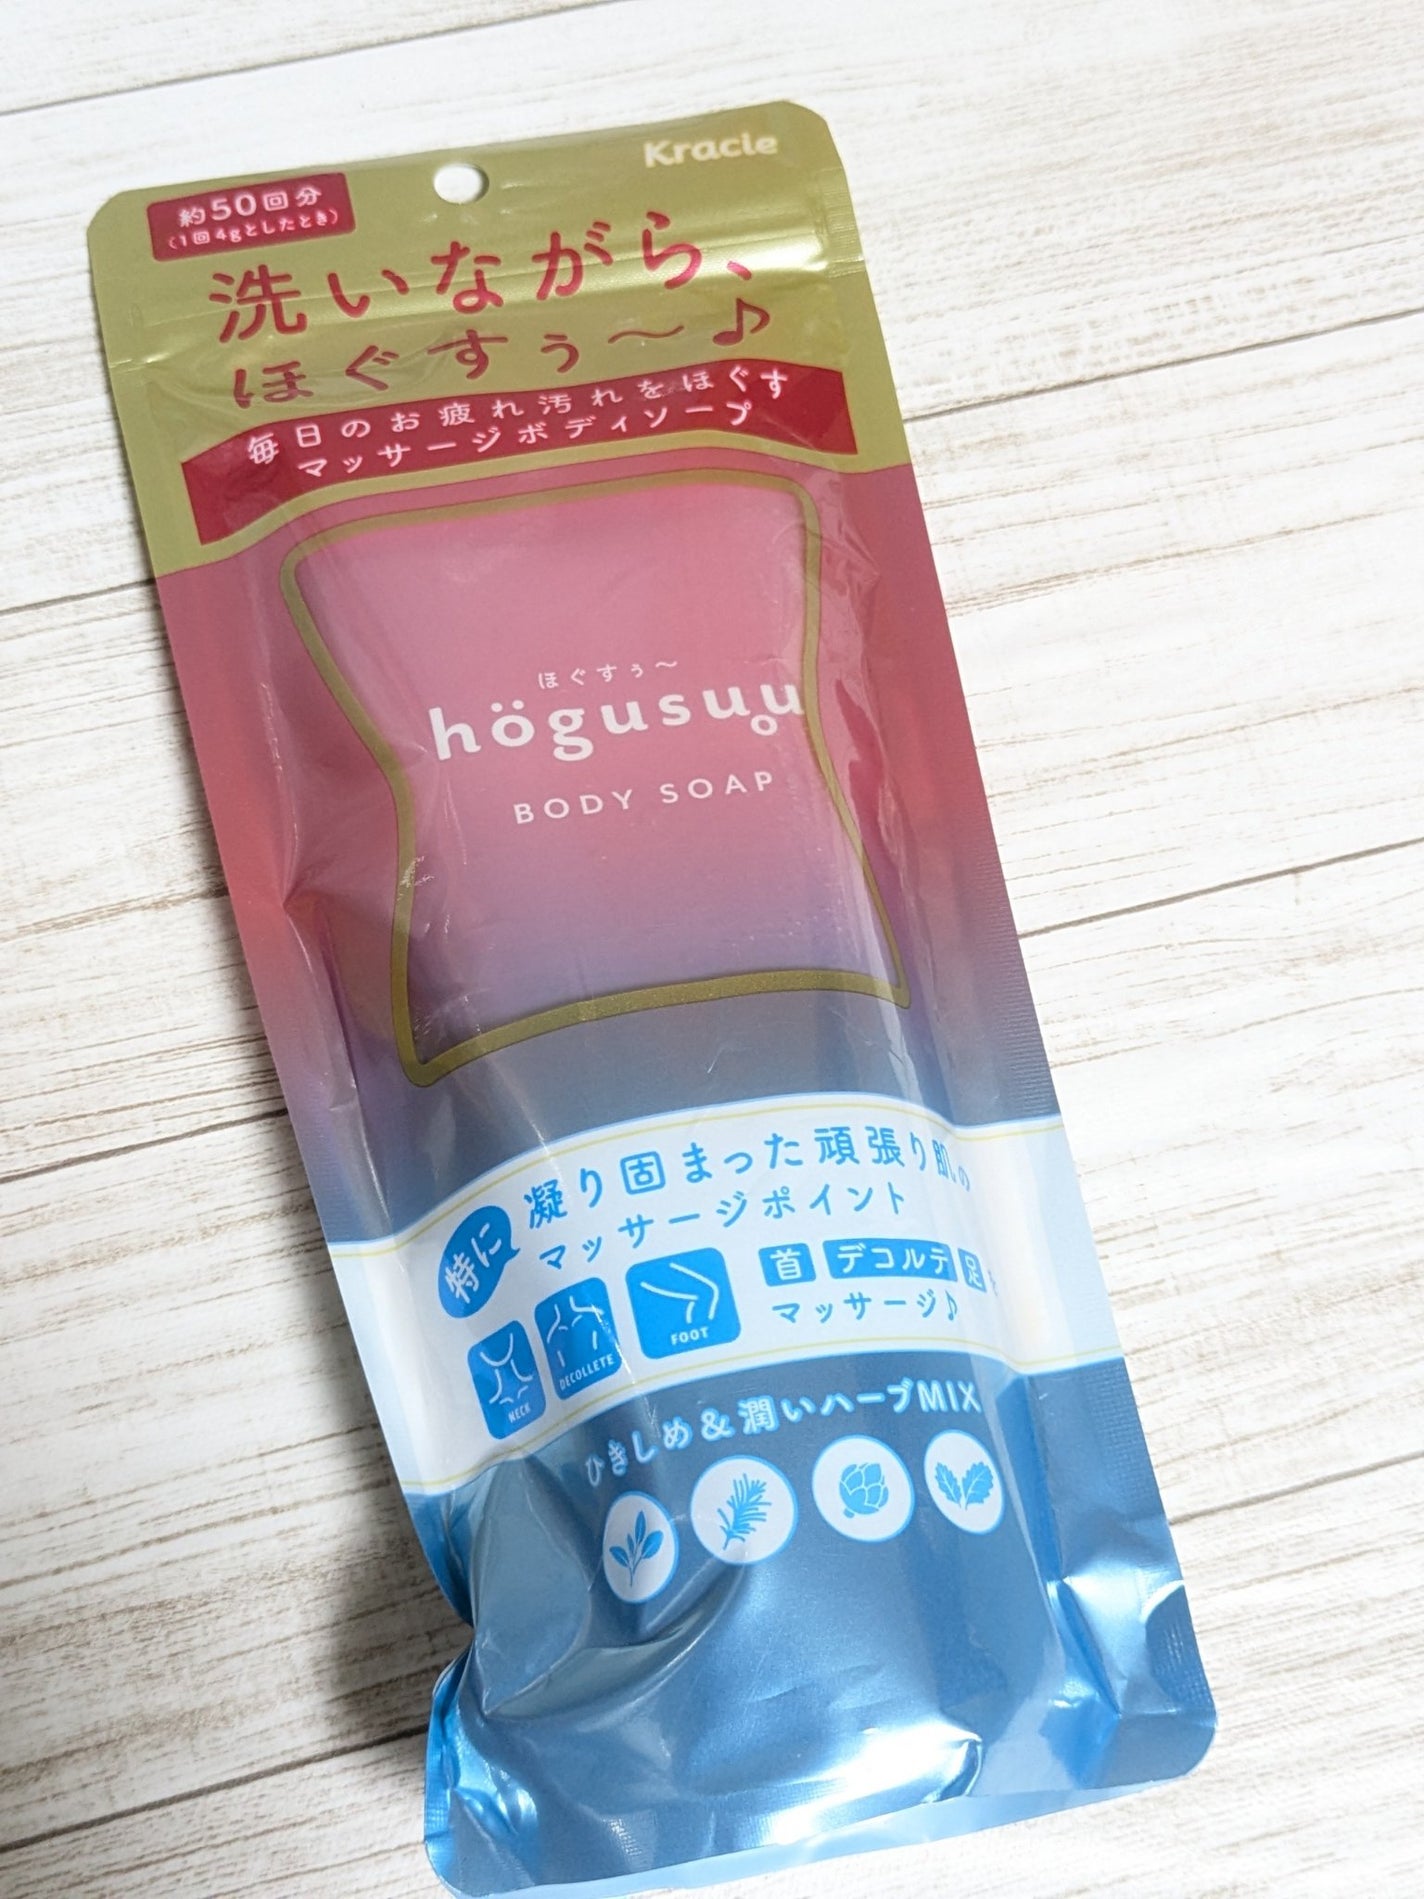 Kracie
約50回分
(1回4gとしたとき)
洗いながら、
ほぐすぅ〜♪
毎日のお疲れ汚れをほぐす
マッサージボディソープ
ほぐすぅ〜
högusuu
BODY SOAP
特に
凝り固まった頑張り肌の
マッサージポイント
NECK
DECOLLETE
FOOT
首 デコルテ 足を
マッサージ♪
ひきしめ&潤いハーブMIX